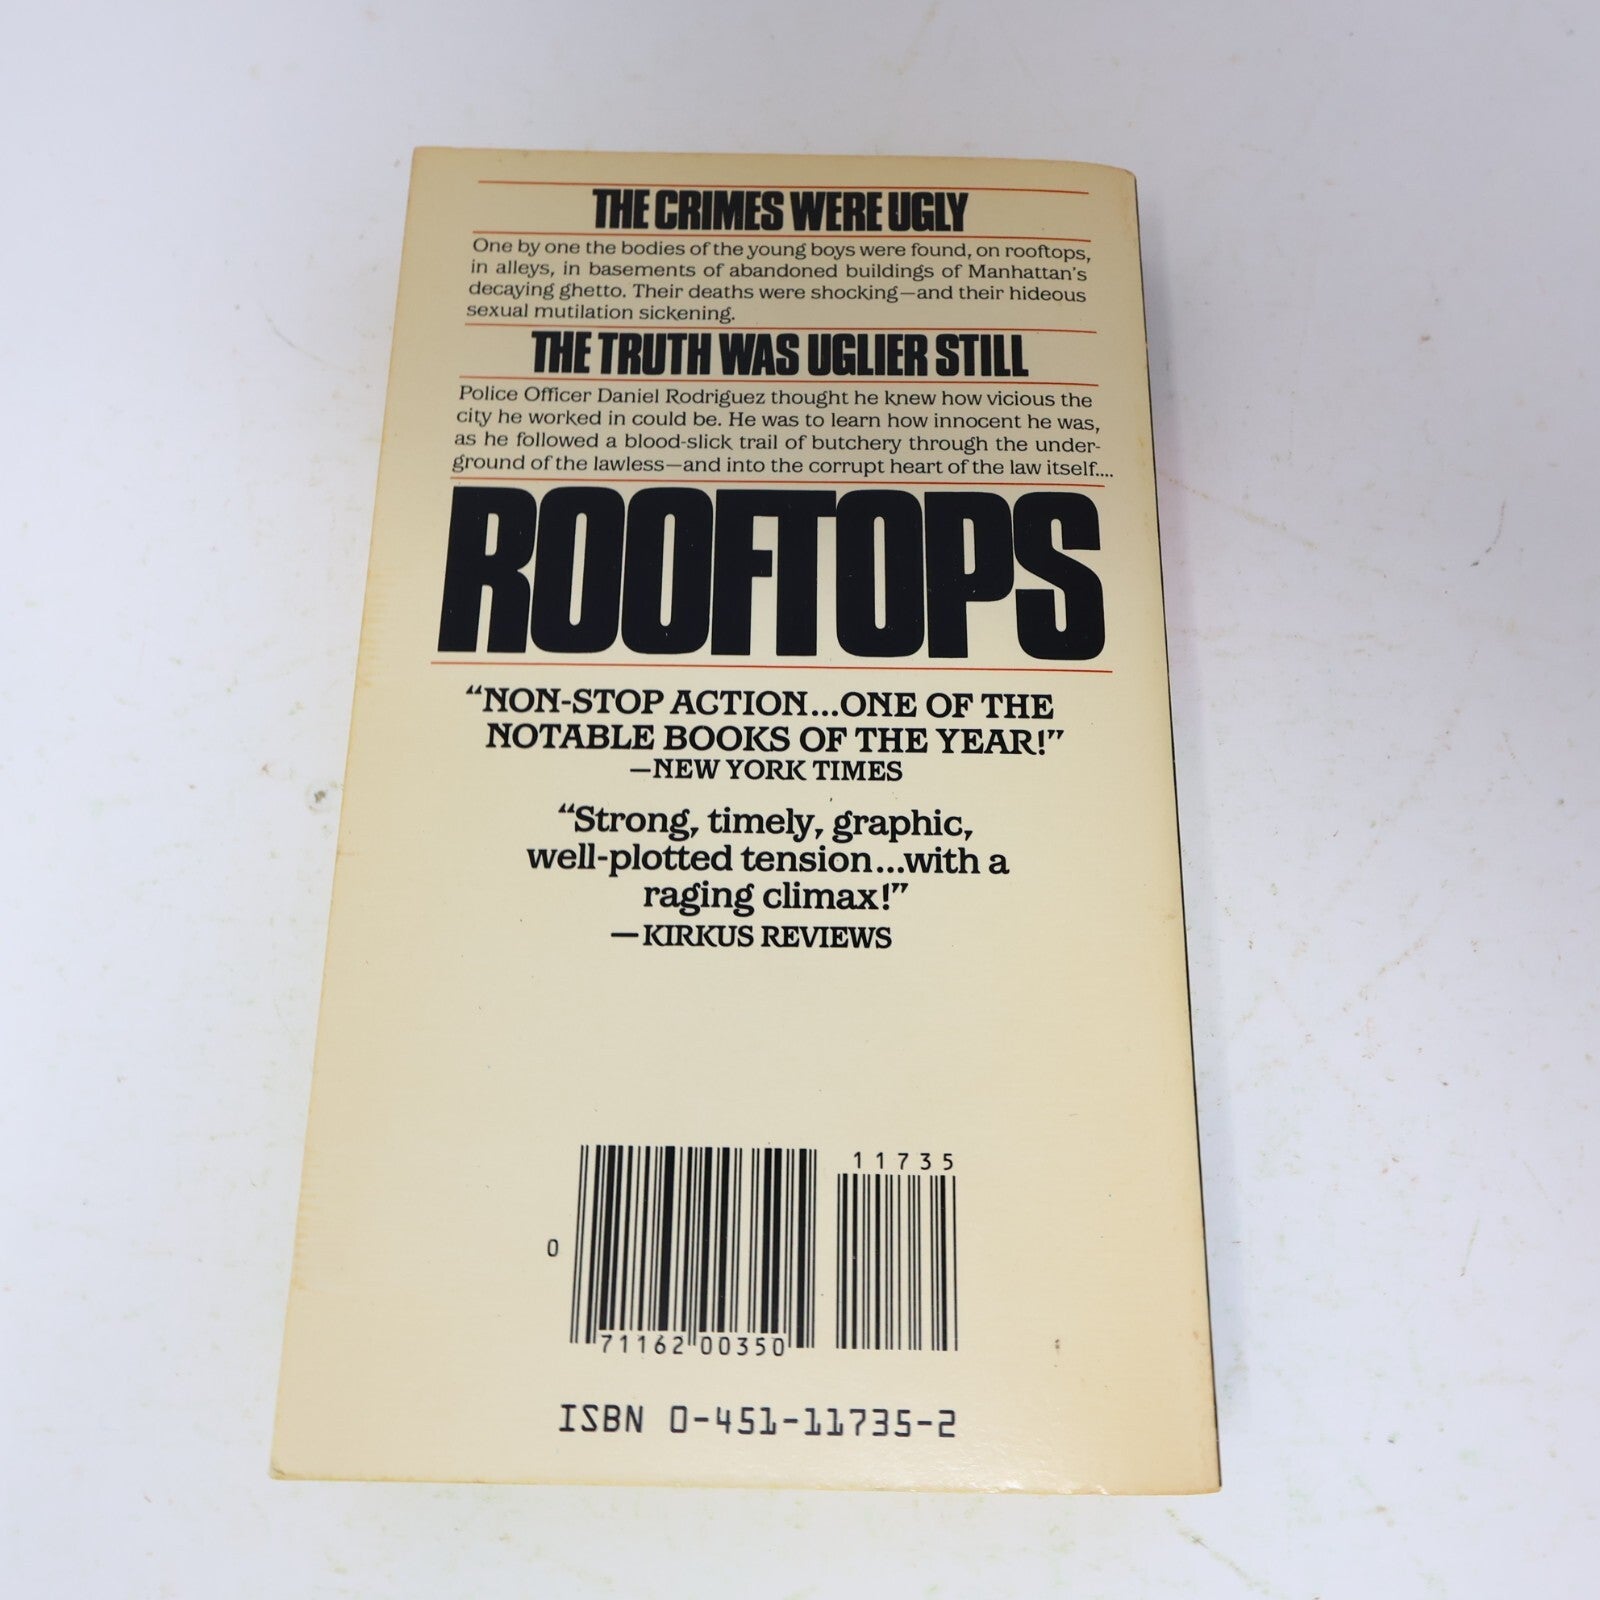 THE CRIMES WERE UGLY
One by one the bodies of the young boys were found, on rooftops,
in alleys, in basements of abandoned buildings of Manhattan's
decaying ghetto. Their deaths were shocking—and their hideous
sexual mutilation sickening.
THE TRUTH WAS UGLIER STILL
Police Officer Daniel Rodriguez thought he knew how vicious the
city he worked in could be. He was to learn how innocent he was,
as he followed a blood-slick trail of butchery through the under-
ground of the lawless—and into the corrupt heart of the law itself....
ROOFTOPS
“NON-STOP ACTION...ONE OF THE
NOTABLE BOOKS OF THE YEAR!”
—NEW YORK TIMES
“Strong, timely, graphic,
well-plotted tension...with a
raging climax!”
—KIRKUS REVIEWS
11735
0
71162 00350
ISBN 0-451-11735-2